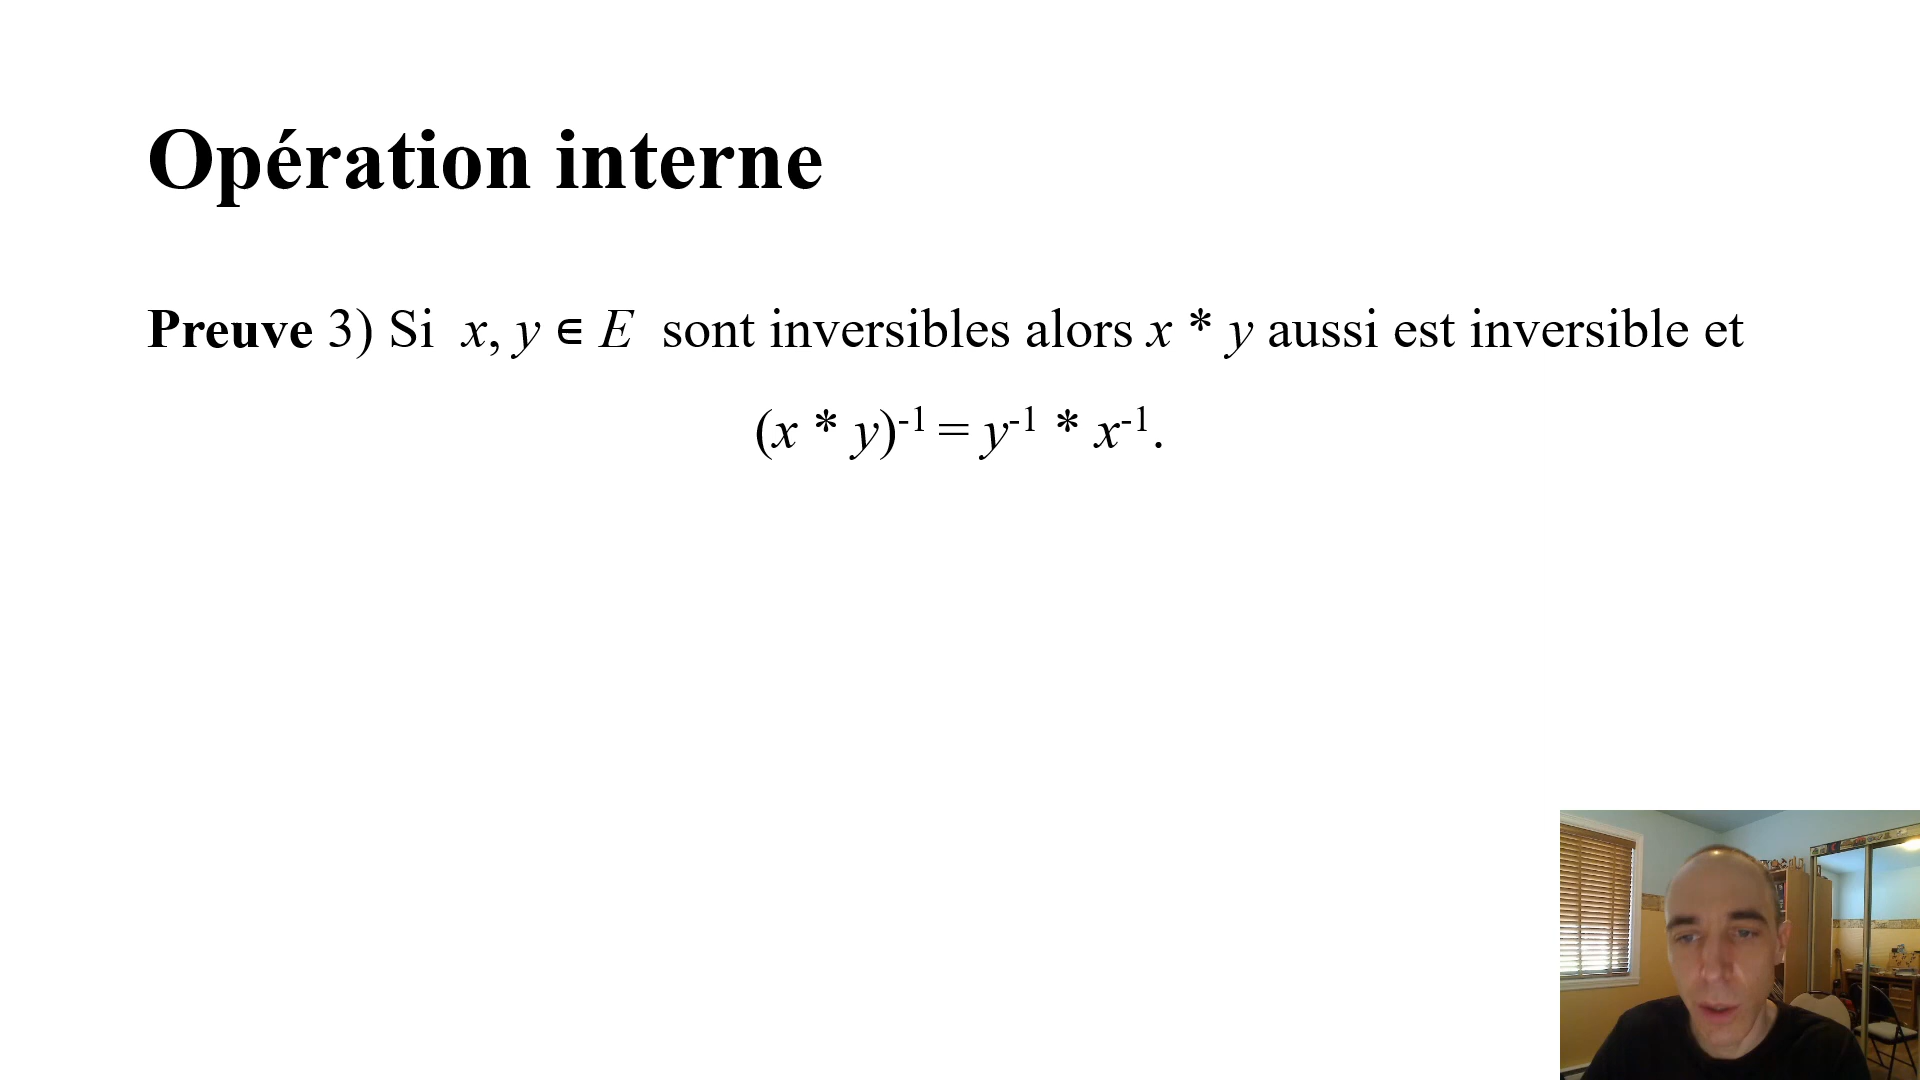 Opération interne
Preuve 3) Si x, y ∈ E sont inversibles alors x * y aussi est inversible et
(x * y)⁻¹ = y⁻¹ * x⁻¹.